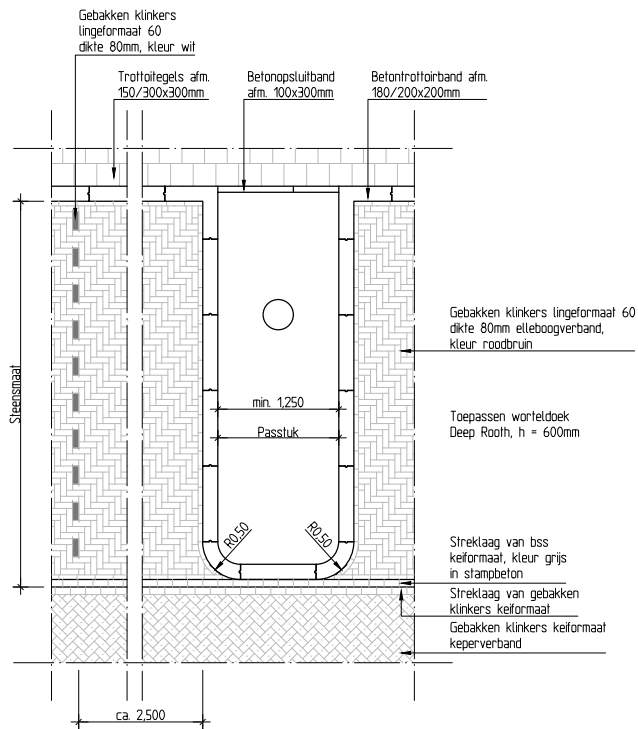 Gebakken klinkers
lingeformaat 60
dikte 80mm, kleur wit
Trottoitegels afm.
150/300x300mm
Betonopsluitband
afm. 100x300mm
Betontrottoirband afm.
180/200x200mm
Steensmaat
Gebakken klinkers lingeformaat 60
dikte 80mm elleboogverband,
kleur roodbruin
min. 1,250
Passtuk
Toepassen worteldoek
Deep Rooth, h = 600mm
R0.50
R0.50
Streklaag van bss
keiformaat, kleur grijs
in stampbeton
Streklaag van gebakken
klinkers keiformaat
Gebakken klinkers keiformaat
keperverband
ca. 2,500